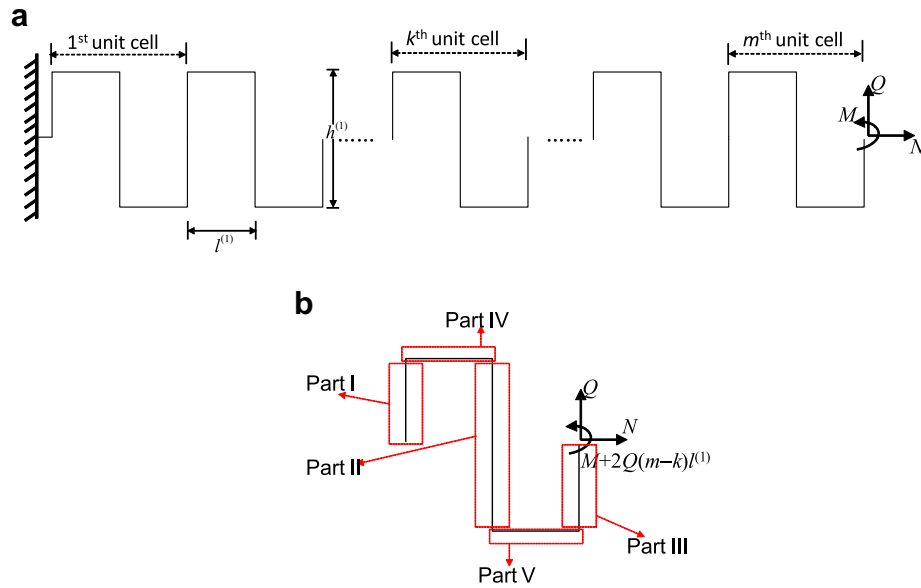 a
1st unit cell
kth unit cell
mth unit cell
Q
M
N
h(1)
l(1)
b
Part IV
Part I
Q
N
M+2Q(m−k)l(1)
Part II
Part III
Part V